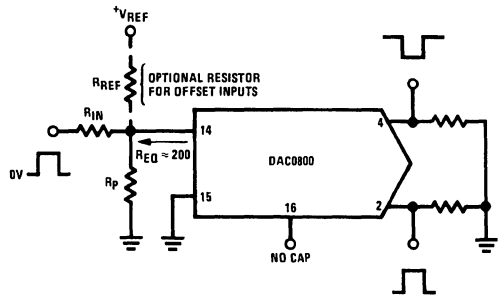 +VREF
RREF
OPTIONAL RESISTOR
FOR OFFSET INPUTS
RIN
14
4
REQ ≈ 200
DAC0800
0V
RP
15
16
2
NO CAP